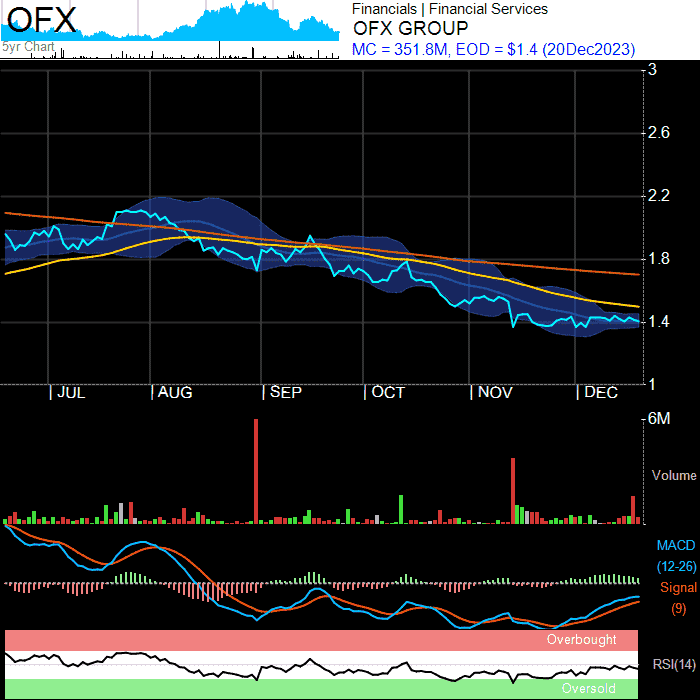 OFX
5yr Chart
Financials | Financial Services
OFX GROUP
MC = 351.8M, EOD = $1.4 (20Dec2023)
3
2.6
2.2
1.8
1.4
1
JUL AUG SEP OCT NOV DEC
6M
Volume
MACD
(12-26)
Signal
(9)
Overbought
RSI(14)
Oversold